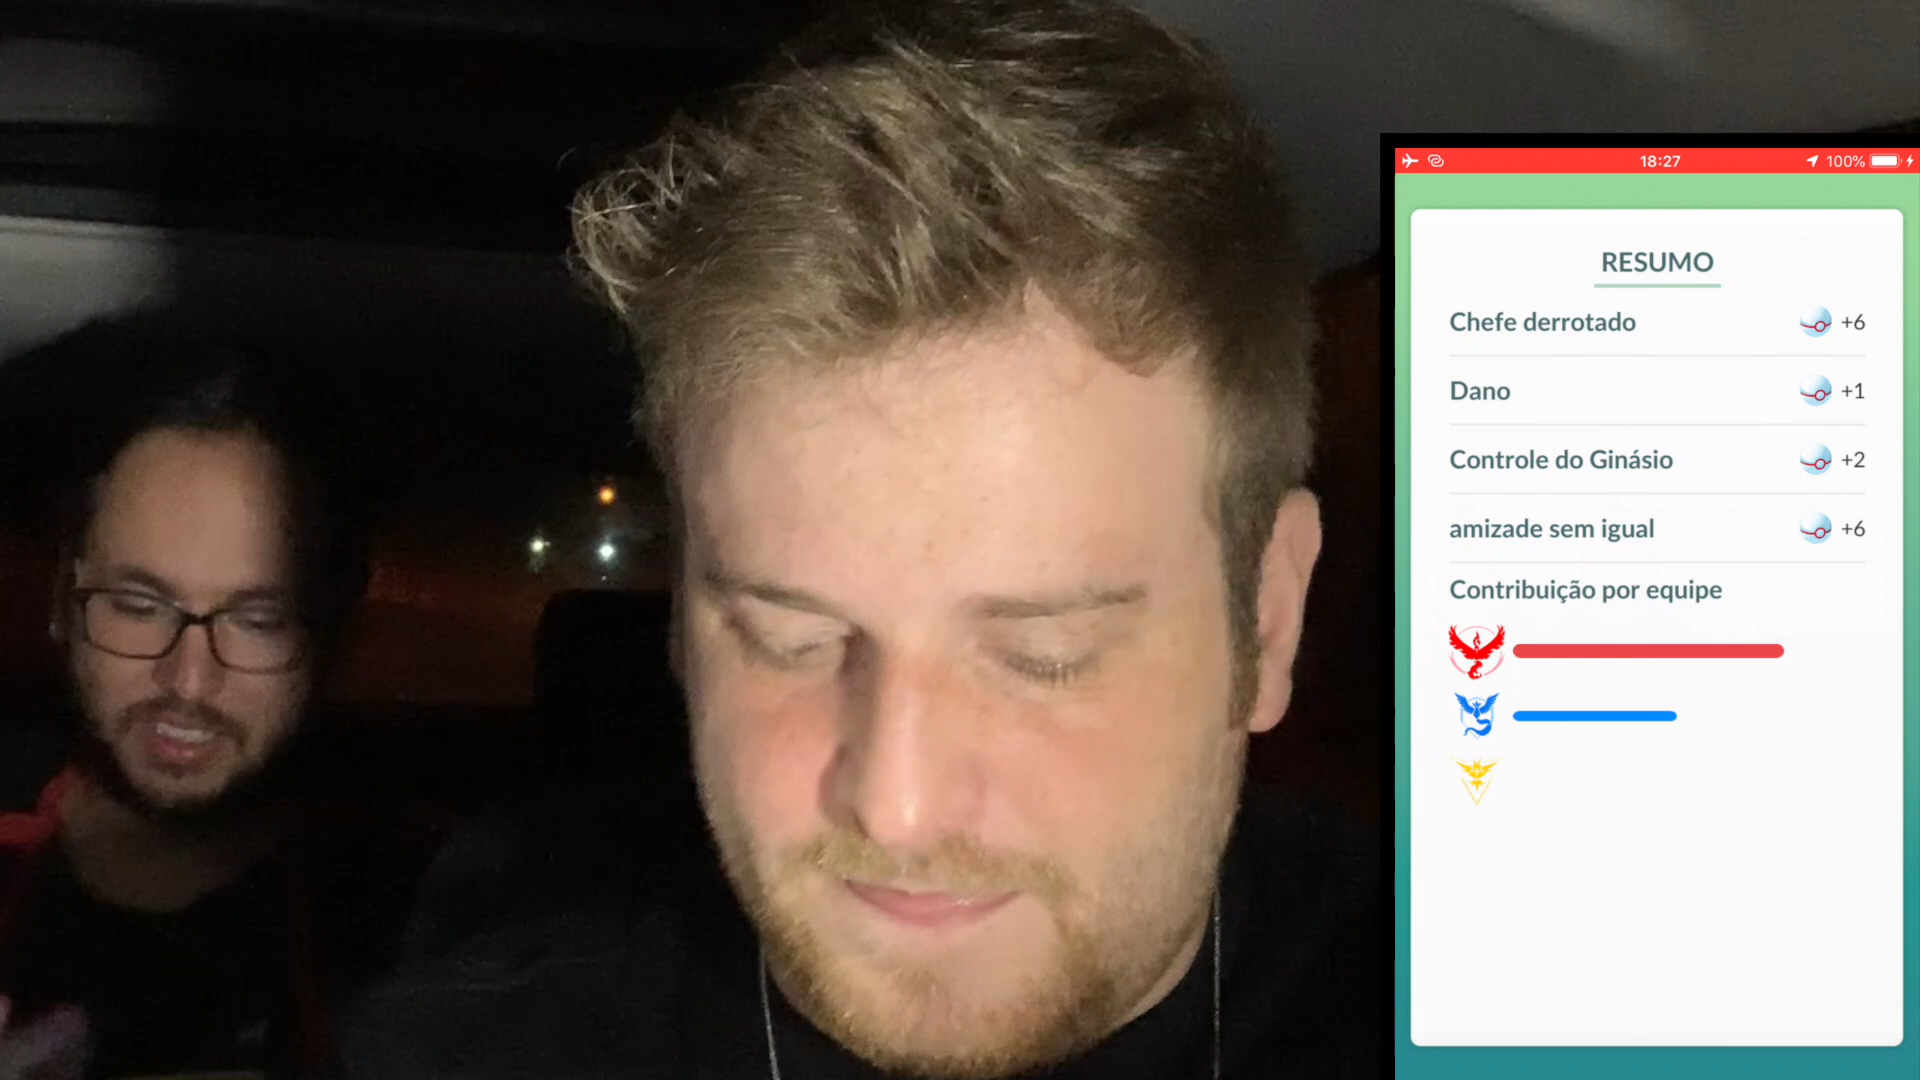 18:27
100%
RESUMO
Chefe derrotado +6
Dano +1
Controle do Ginásio +2
amizade sem igual +6
Contribuição por equipe